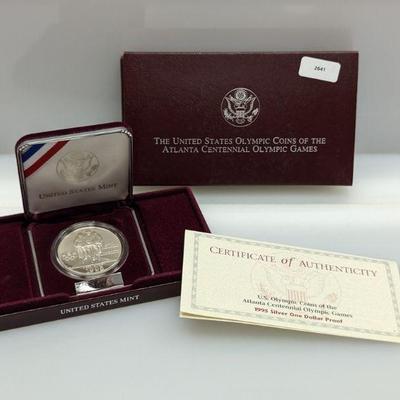 2641
THE UNITED STATES OLYMPIC COINS OF THE
ATLANTA CENTENNIAL OLYMPIC GAMES
UNITED STATES MINT
UNITED STATES MINT
CERTIFICATE of AUTHENTICITY
U.S. Olympic Coins of the
Atlanta Centennial Olympic Games
1995 Silver One Dollar Proof